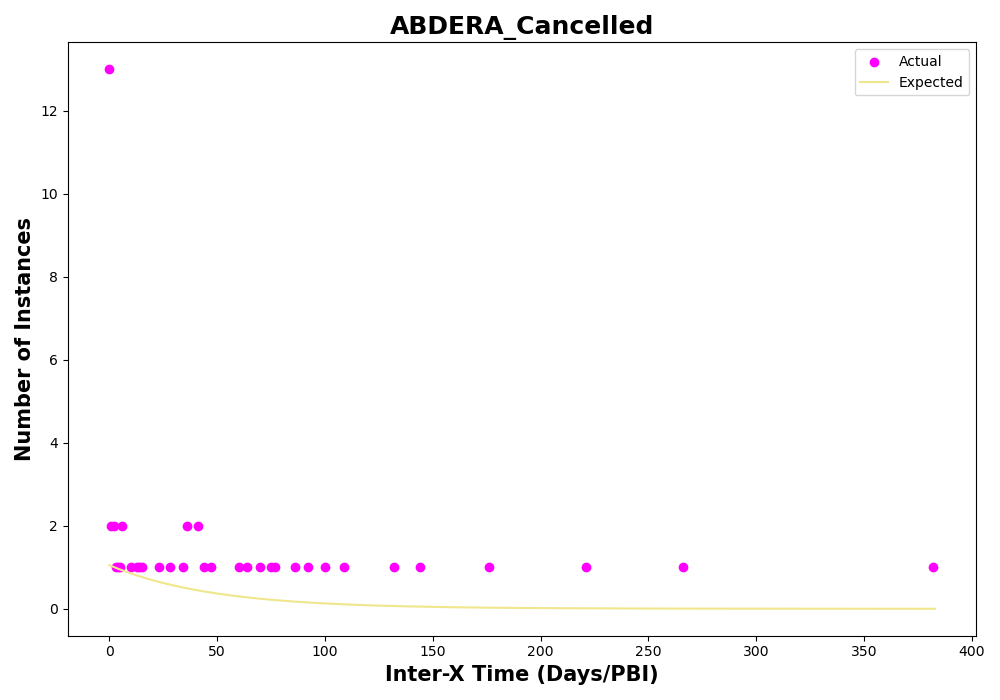 ABDERA_Cancelled
Actual
Expected
Number of Instances
12
10
8
6
4
2
0
0 50 100 150 200 250 300 350 400
Inter-X Time (Days/PBI)